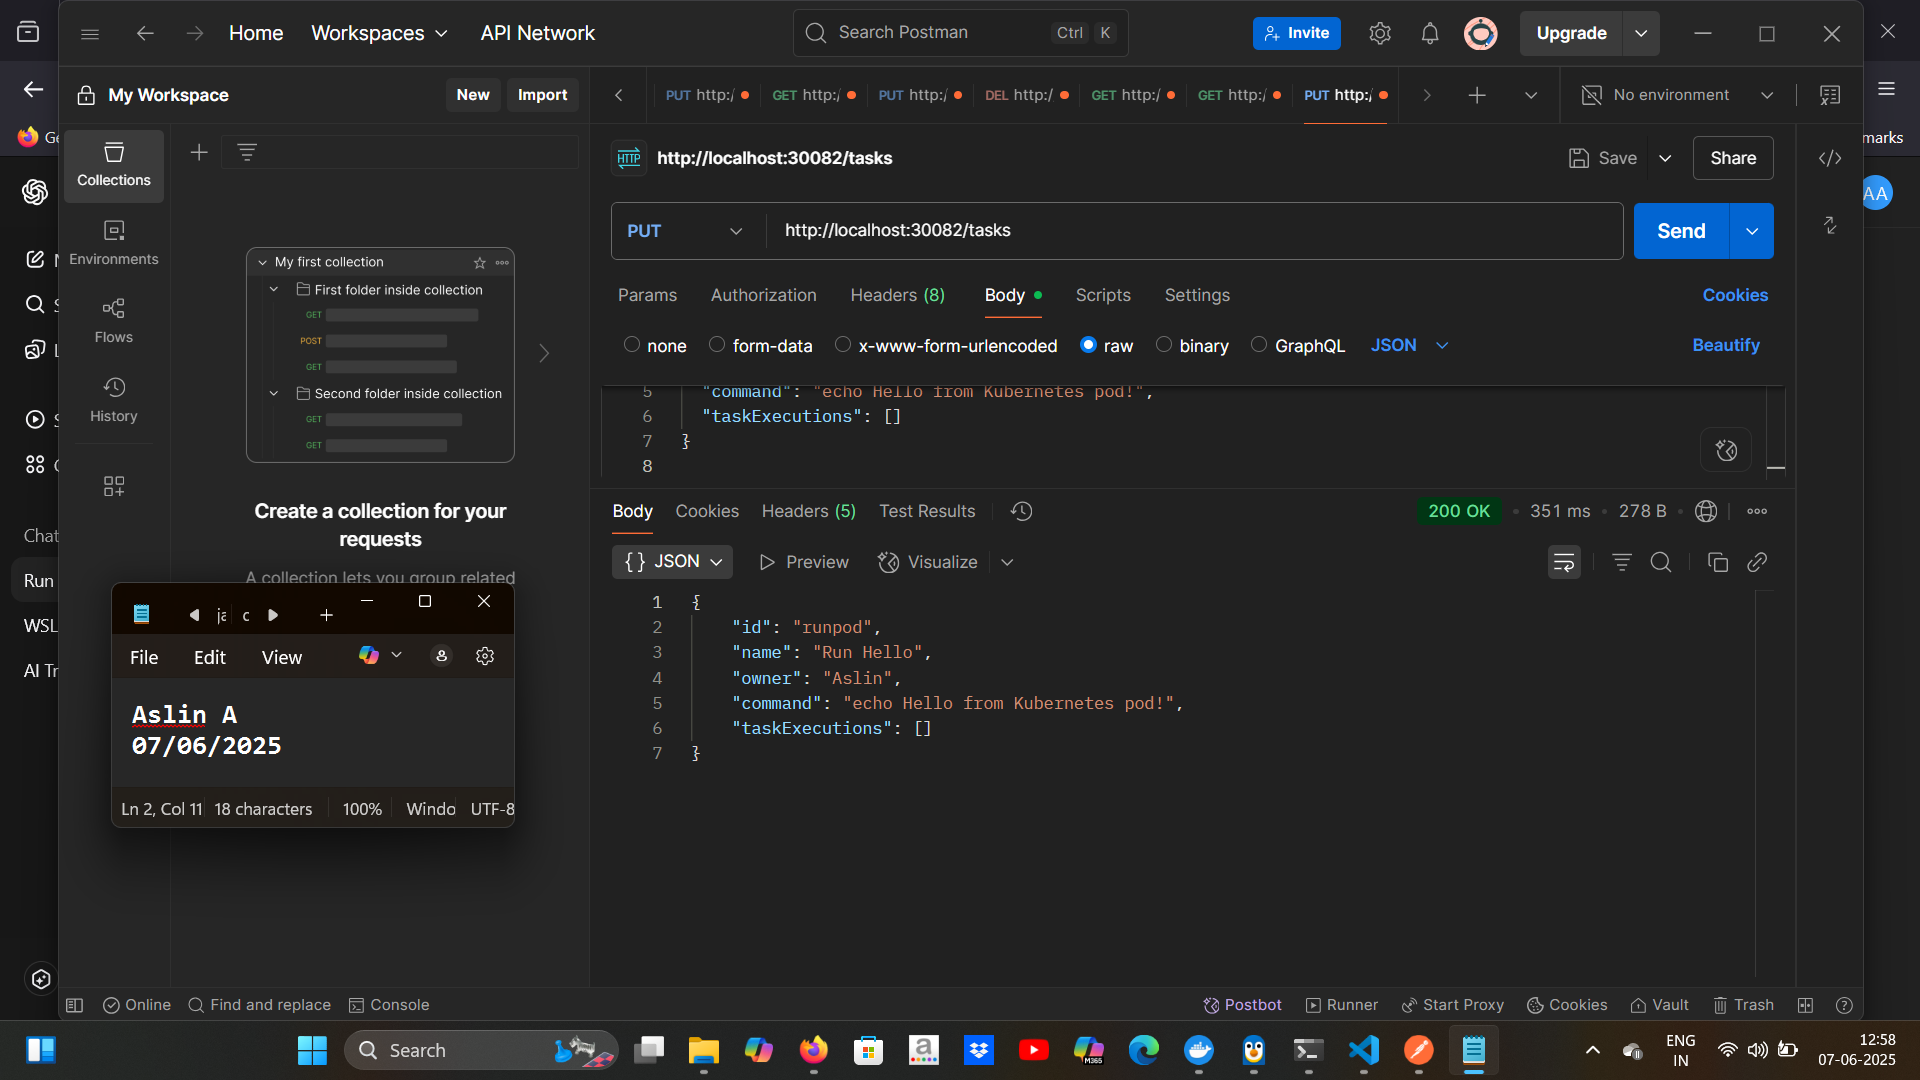 Home
Workspaces
API Network
Search Postman
Ctrl
K
Invite
Upgrade
My Workspace
New
Import
PUT http:/
GET http:/
PUT http:/
DEL http:/
GET http:/
GET http:/
PUT http:/
No environment
marks
Ge
Collections
Environments
Flows
History
My first collection
First folder inside collection
GET
POST
GET
Second folder inside collection
GET
GET
Create a collection for your
requests
A collection lets you group related
HTTP
http://localhost:30082/tasks
Save
Share
AA
PUT
http://localhost:30082/tasks
Send
Params
Authorization
Headers (8)
Body
Scripts
Settings
Cookies
none
form-data
x-www-form-urlencoded
raw
binary
GraphQL
JSON
Beautify
5 "command": "echo Hello from Kubernetes pod!",
6 "taskExecutions": []
7 }
8
Body
Cookies
Headers (5)
Test Results
200 OK
351 ms
278 B
{} JSON
Preview
Visualize
1 {
2 "id": "runpod",
3 "name": "Run Hello",
4 "owner": "Aslin",
5 "command": "echo Hello from Kubernetes pod!",
6 "taskExecutions": []
7 }
Chat
Run
WSL
AI Tr
File
Edit
View
Aslin A
07/06/2025
Ln 2, Col 11
18 characters
100%
Windo
UTF-8
Online
Find and replace
Console
Postbot
Runner
Start Proxy
Cookies
Vault
Trash
Search
M365
ENG
IN
12:58
07-06-2025